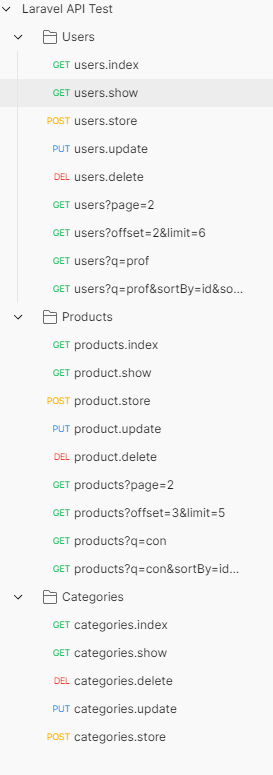 Laravel API Test
Users
GET users.index
GET users.show
POST users.store
PUT users.update
DEL users.delete
GET users?page=2
GET users?offset=2&limit=6
GET users?q=prof
GET users?q=prof&sortBy=id&so...
Products
GET products.index
GET product.show
POST product.store
PUT product.update
DEL product.delete
GET products?page=2
GET products?offset=3&limit=5
GET products?q=con
GET products?q=con&sortBy=id...
Categories
GET categories.index
GET categories.show
DEL categories.delete
PUT categories.update
POST categories.store